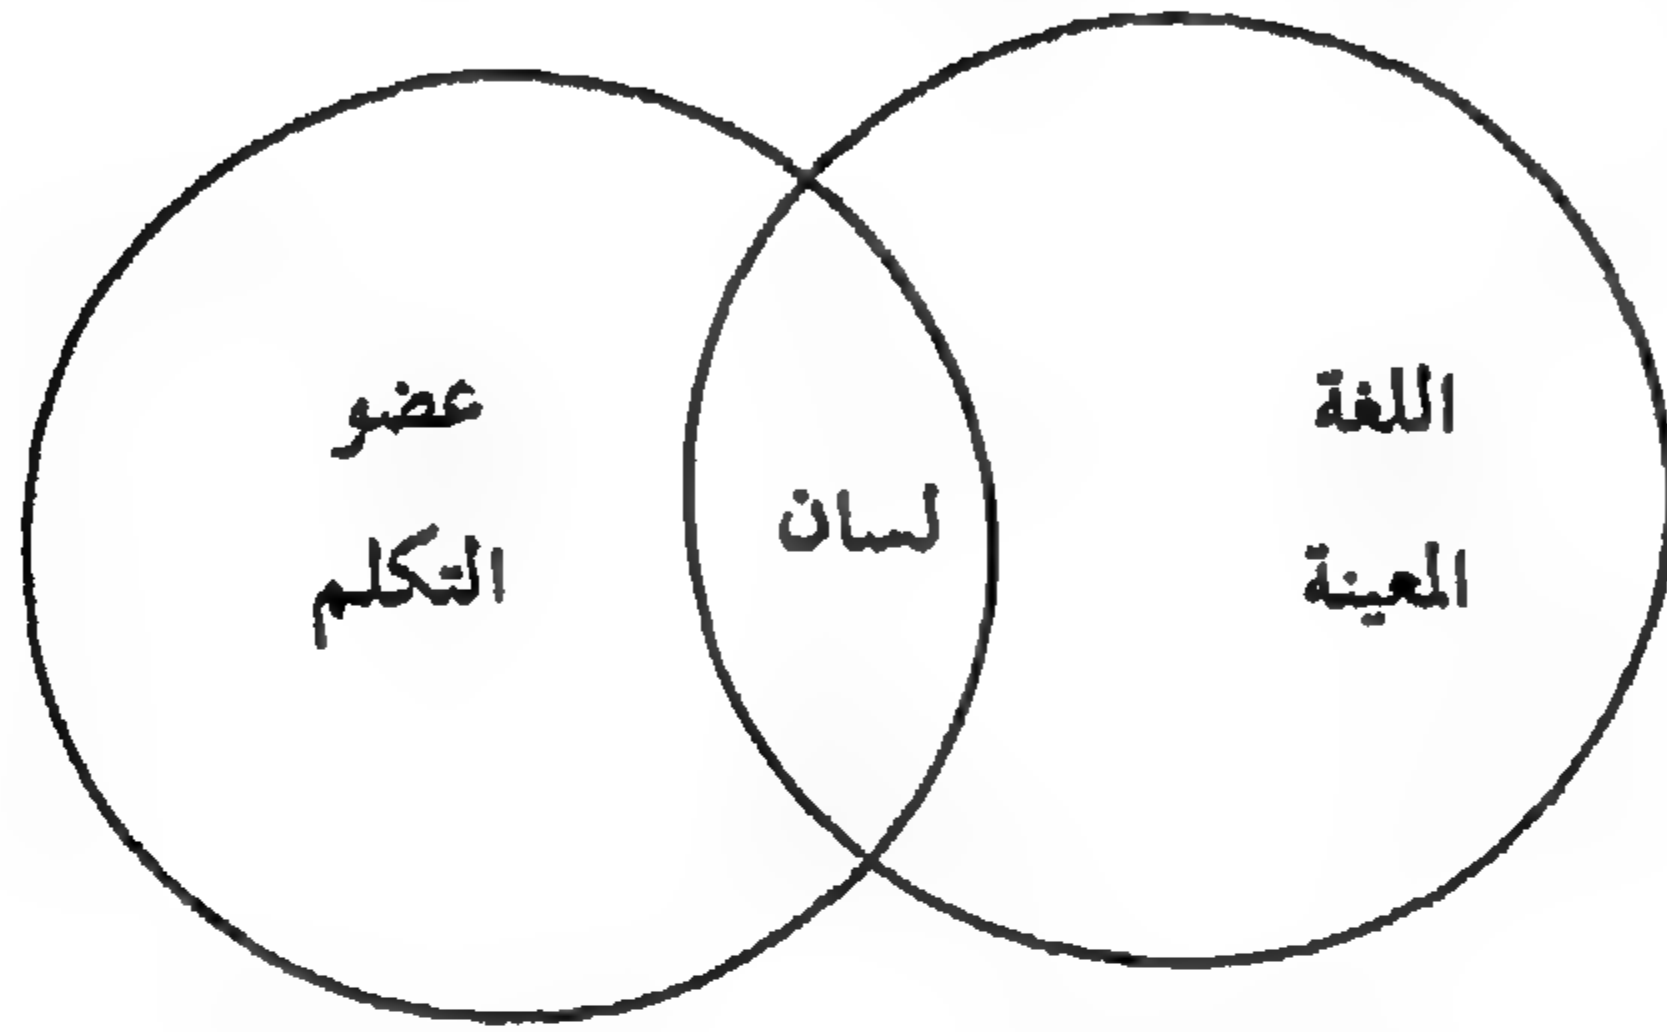 اللغة
المعينة
لسان
عضو
التكلم